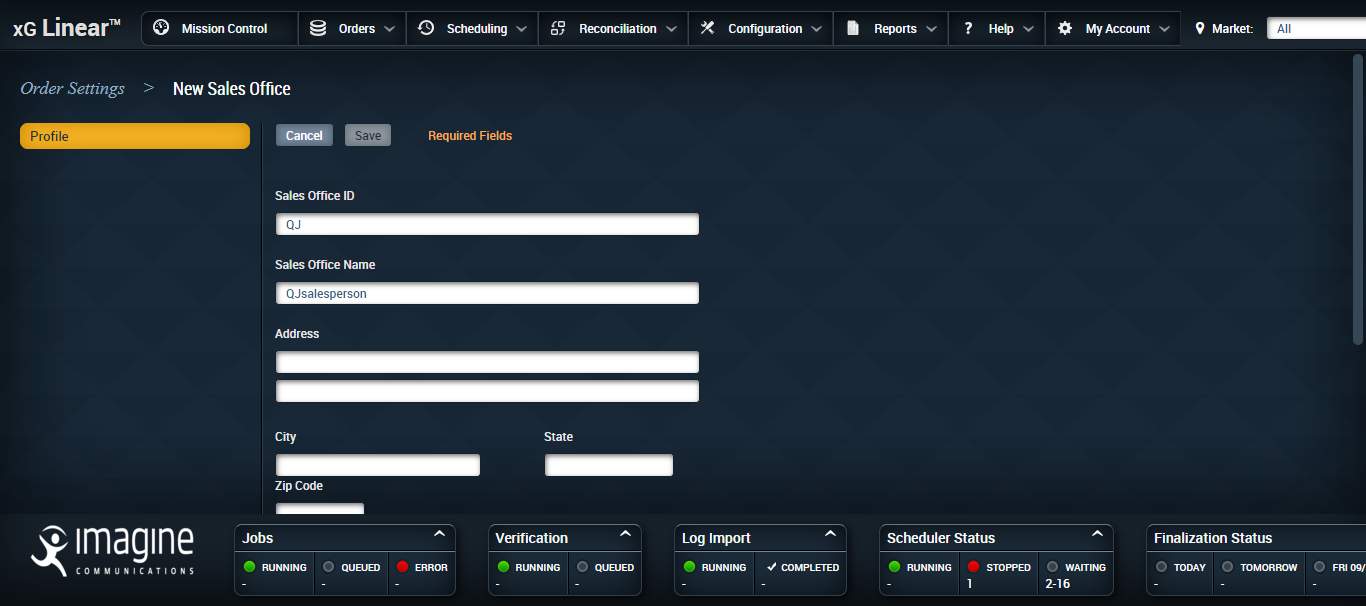 xG Linear™ Mission Control Orders Scheduling Reconciliation Configuration Reports ? Help My Account Market: All
Order Settings > New Sales Office
Profile Cancel Save Required Fields
Sales Office ID
QJ
Sales Office Name
QJsalesperson
Address
City State
Zip Code
imagine
COMMUNICATIONS
Jobs
RUNNING QUEUED ERROR
- - -
Verification
RUNNING QUEUED
- -
Log Import
RUNNING COMPLETED
- -
Scheduler Status
RUNNING STOPPED WAITING
- 1 2-16
Finalization Status
TODAY TOMORROW FRI 09/
- - -